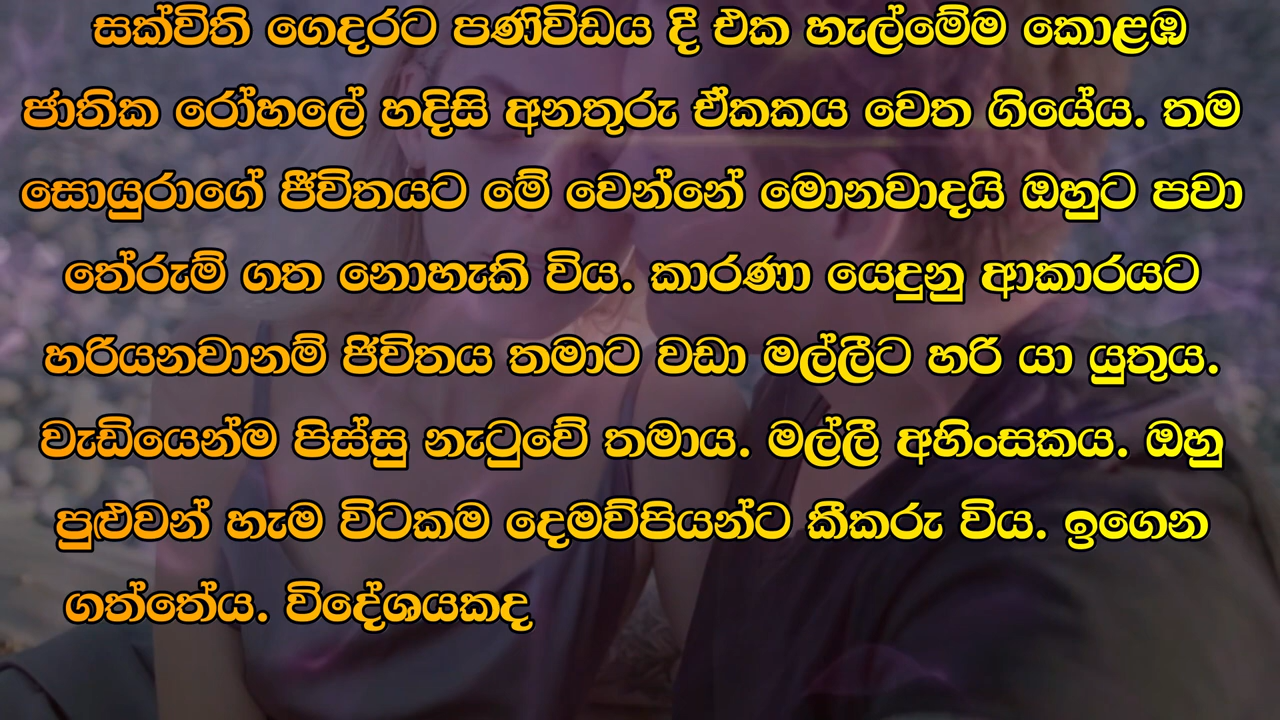 සක්විති ගෙදරට පණිවිඩය දී එක හැල්මේම කොළඹ
ජාතික රෝහලේ හදිසි අනතුරු ඒකකය වෙත ගියේය. තම
සොයුරාගේ ජීවිතයට මේ වෙන්නේ මොනවාදයි ඔහුට පවා
තේරුම් ගත නොහැකි විය. කාරණා යෙදුනු ආකාරයට
හරියනවානම් ජිවිතය තමාට වඩා මල්ලීට හරි යා යුතුය.
වැඩියෙන්ම පිස්සු නැටුවේ තමාය. මල්ලී අහිංසකය. ඔහු
පුළුවන් හැම විටකම දෙමව්පියන්ට කීකරු විය. ඉගෙන
ගත්තේය. විදේශයකද